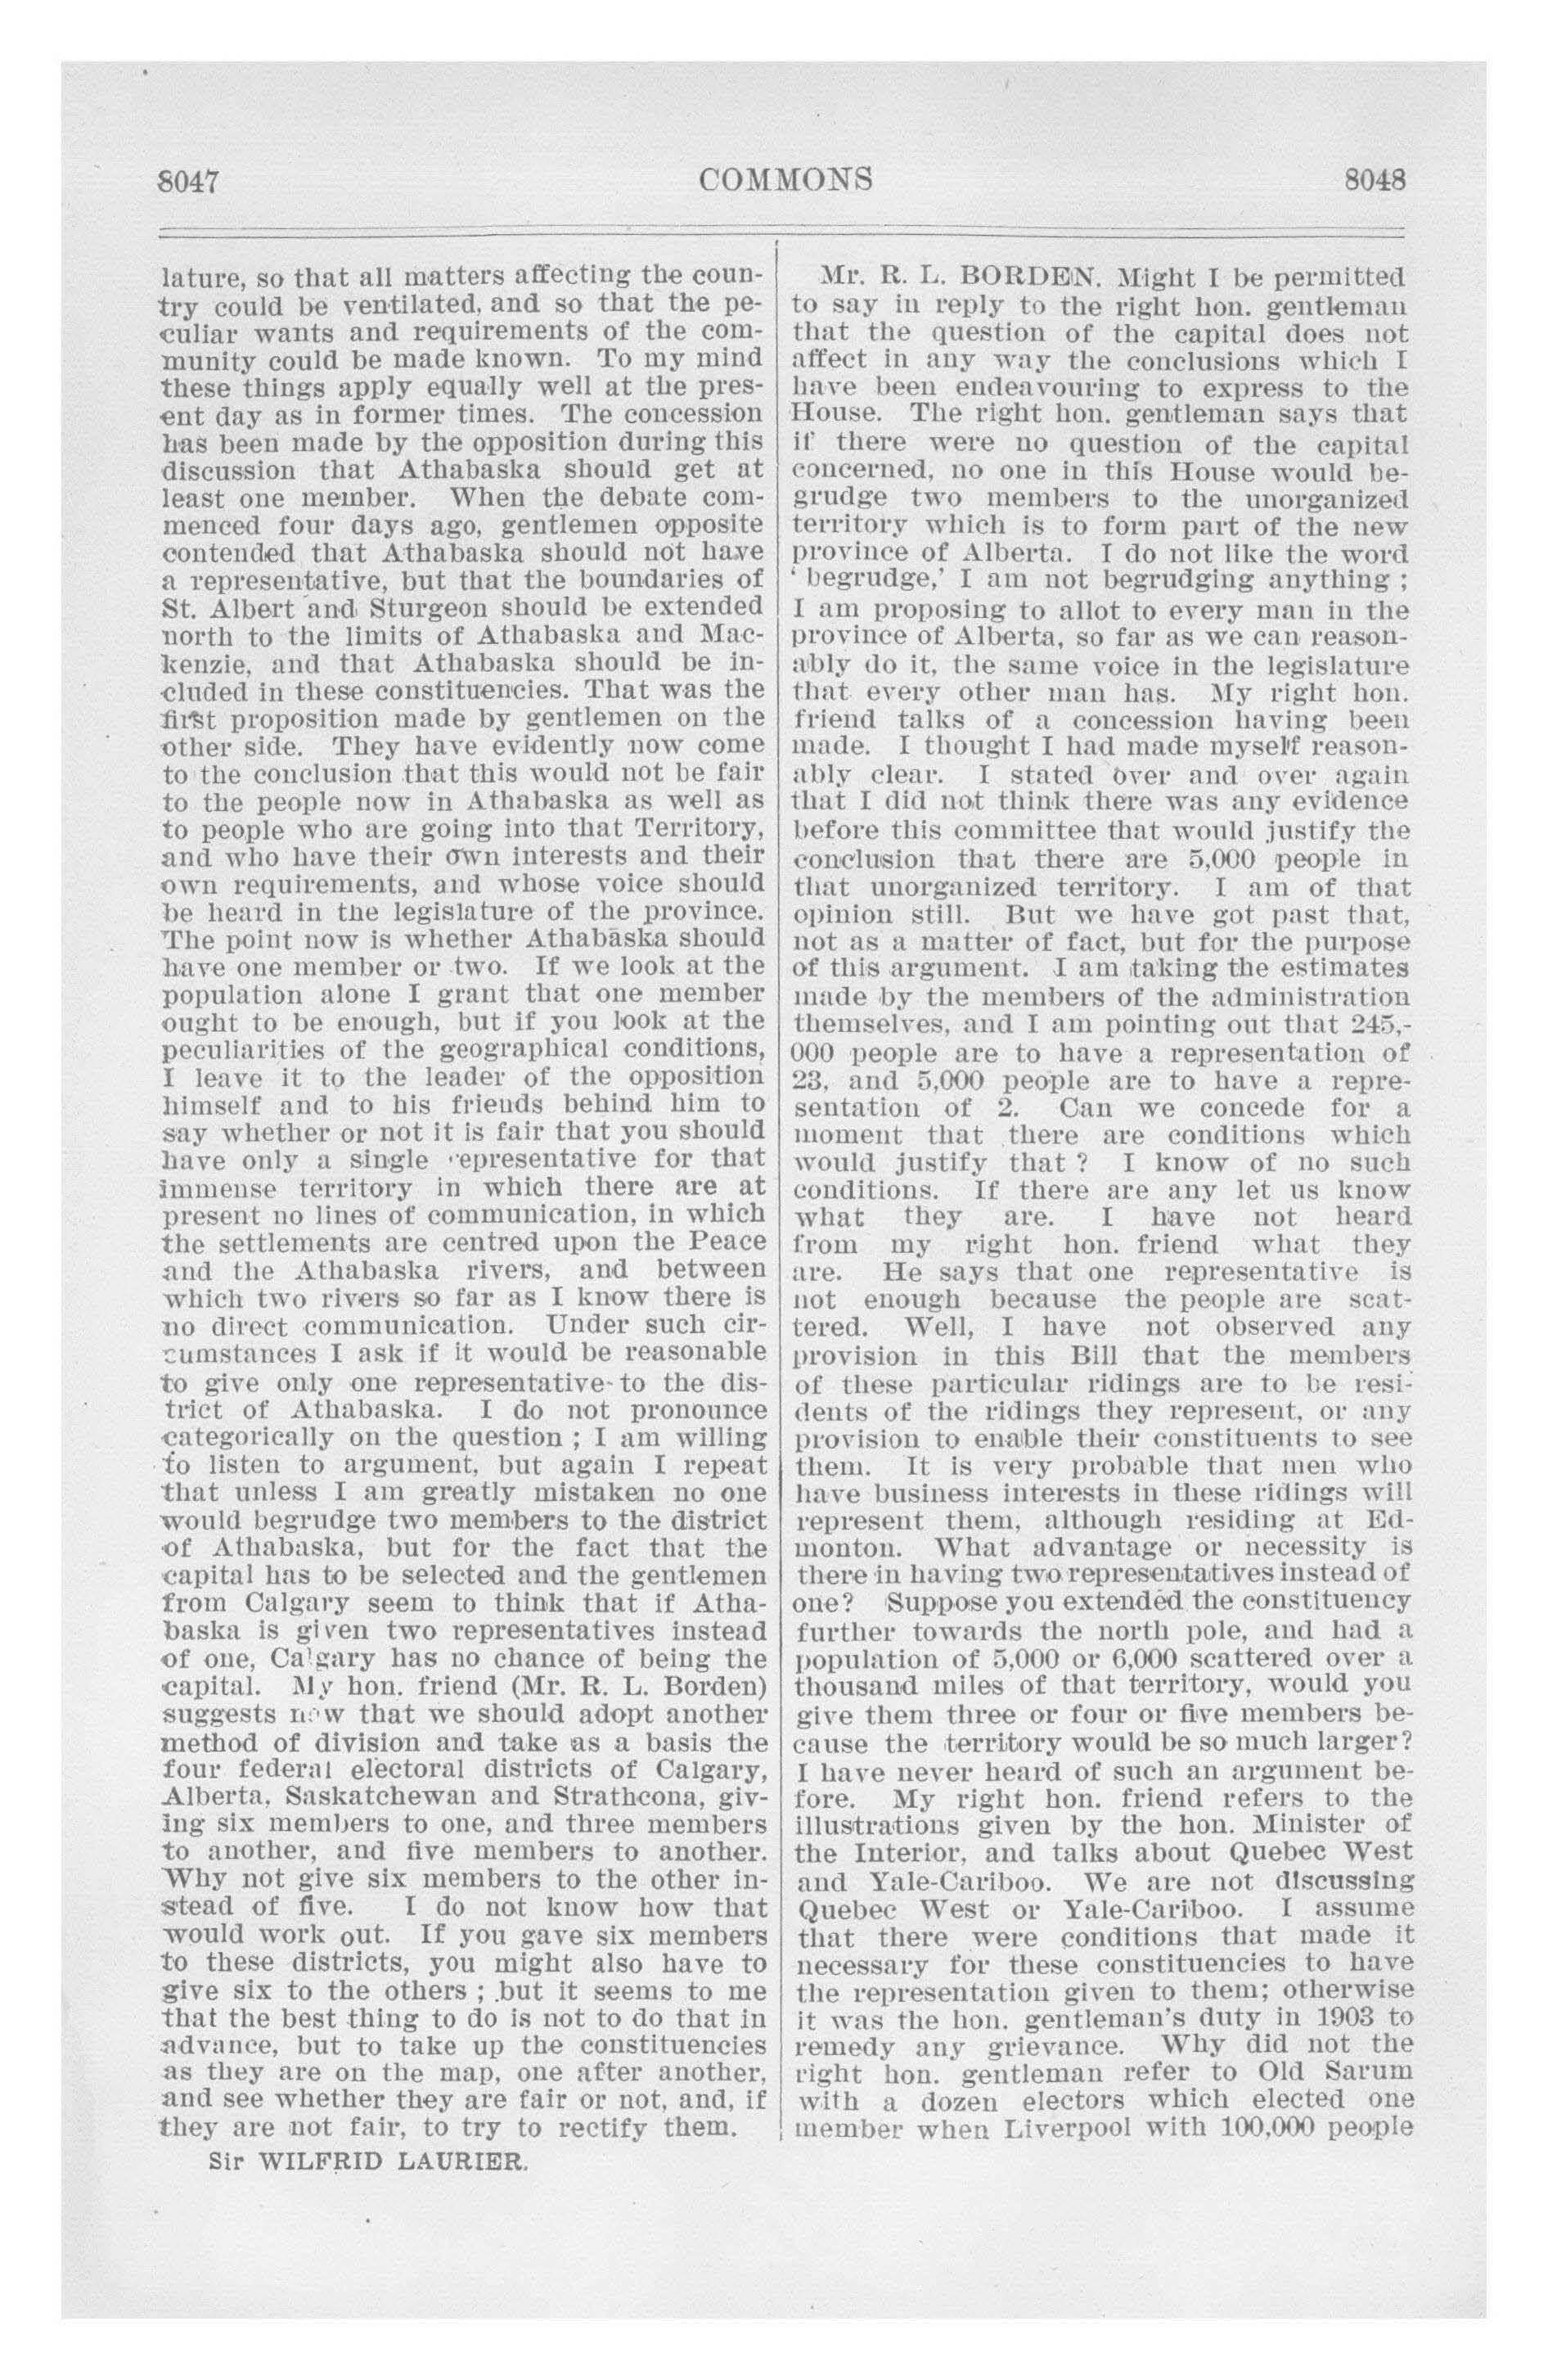 8047
COMMONS
8048
lature, so that all matters affecting the coun-
try could be ventilated, and so that the pe-
culiar wants and requirements of the com-
munity could be made known. To my mind
these things apply equally well at the pres-
ent day as in former times. The concession
has been made by the opposition during this
discussion that Athabaska should get at
least one member. When the debate com-
menced four days ago, gentlemen opposite
contended that Athabaska should not have
a representative, but that the boundaries of
St. Albert and Sturgeon should be extended
north to the limits of Athabaska and Mac-
kenzie, and that Athabaska should be in-
cluded in these constituencies. That was the
first proposition made by gentlemen on the
other side. They have evidently now come
to the conclusion that this would not be fair
to the people now in Athabaska as well as
to people who are going into that Territory,
and who have their own interests and their
own requirements, and whose voice should
be heard in the legislature of the province.
The point now is whether Athabaska should
have one member or two. If we look at the
population alone I grant that one member
ought to be enough, but if you look at the
peculiarities of the geographical conditions,
I leave it to the leader of the opposition
himself and to his friends behind him to
say whether or not it is fair that you should
have only a single representative for that
immense territory in which there are at
present no lines of communication, in which
the settlements are centred upon the Peace
and the Athabaska rivers, and between
which two rivers so far as I know there is
no direct communication. Under such cir-
cumstances I ask if it would be reasonable
to give only one representative to the dis-
trict of Athabaska. I do not pronounce
categorically on the question ; I am willing
to listen to argument, but again I repeat
that unless I am greatly mistaken no one
would begrudge two members to the district
of Athabaska, but for the fact that the
capital has to be selected and the gentlemen
from Calgary seem to think that if Atha-
baska is given two representatives instead
of one, Calgary has no chance of being the
capital. My hon. friend (Mr. R. L. Borden)
suggests now that we should adopt another
method of division and take as a basis the
four federal electoral districts of Calgary,
Alberta, Saskatchewan and Strathcona, giv-
ing six members to one, and three members
to another, and five members to another.
Why not give six members to the other in-
stead of five. I do not know how that
would work out. If you gave six members
to these districts, you might also have to
give six to the others ; but it seems to me
that the best thing to do is not to do that in
advance, but to take up the constituencies
as they are on the map, one after another,
and see whether they are fair or not, and, if
they are not fair, to try to rectify them.
Sir WILFRID LAURIER.
Mr. R. L. BORDEN. Might I be permitted
to say in reply to the right hon. gentleman
that the question of the capital does not
affect in any way the conclusions which I
have been endeavouring to express to the
House. The right hon. gentleman says that
if there were no question of the capital
concerned, no one in this House would be-
grudge two members to the unorganized
territory which is to form part of the new
province of Alberta. I do not like the word
' begrudge,' I am not begrudging anything ;
I am proposing to allot to every man in the
province of Alberta, so far as we can reason-
ably do it, the same voice in the legislature
that every other man has. My right hon.
friend talks of a concession having been
made. I thought I had made myself reason-
ably clear. I stated over and over again
that I did not think there was any evidence
before this committee that would justify the
conclusion that there are 5,000 people in
that unorganized territory. I am of that
opinion still. But we have got past that,
not as a matter of fact, but for the purpose
of this argument. I am taking the estimates
made by the members of the administration
themselves, and I am pointing out that 245,-
000 people are to have a representation of
23, and 5,000 people are to have a repre-
sentation of 2. Can we concede for a
moment that there are conditions which
would justify that ? I know of no such
conditions. If there are any let us know
what they are. I have not heard
from my right hon. friend what they
are. He says that one representative is
not enough because the people are scat-
tered. Well, I have not observed any
provision in this Bill that the members
of these particular ridings are to be resi-
dents of the ridings they represent, or any
provision to enable their constituents to see
them. It is very probable that men who
have business interests in these ridings will
represent them, although residing at Ed-
monton. What advantage or necessity is
there in having two representatives instead of
one? Suppose you extended the constituency
further towards the north pole, and had a
population of 5,000 or 6,000 scattered over a
thousand miles of that territory, would you
give them three or four or five members be-
cause the territory would be so much larger?
I have never heard of such an argument be-
fore. My right hon. friend refers to the
illustrations given by the hon. Minister of
the Interior, and talks about Quebec West
and Yale-Cariboo. We are not discussing
Quebec West or Yale-Cariboo. I assume
that there were conditions that made it
necessary for these constituencies to have
the representation given to them; otherwise
it was the hon. gentleman's duty in 1903 to
remedy any grievance. Why did not the
right hon. gentleman refer to Old Sarum
with a dozen electors which elected one
member when Liverpool with 100,000 people